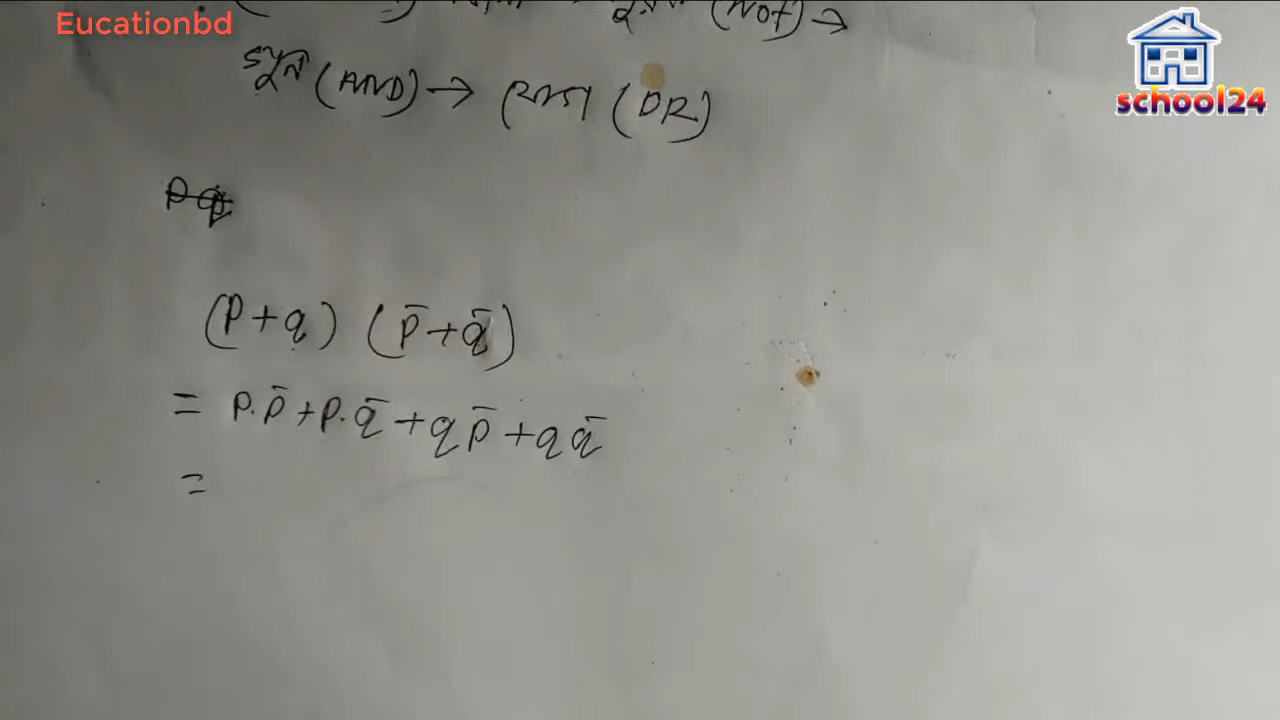 Eucationbd
(Not) →
school24
(AND) → যোগ (OR)
(p+q) (p̄+q̄)
= p.p̄+p.q̄+qp̄+qq̄
=